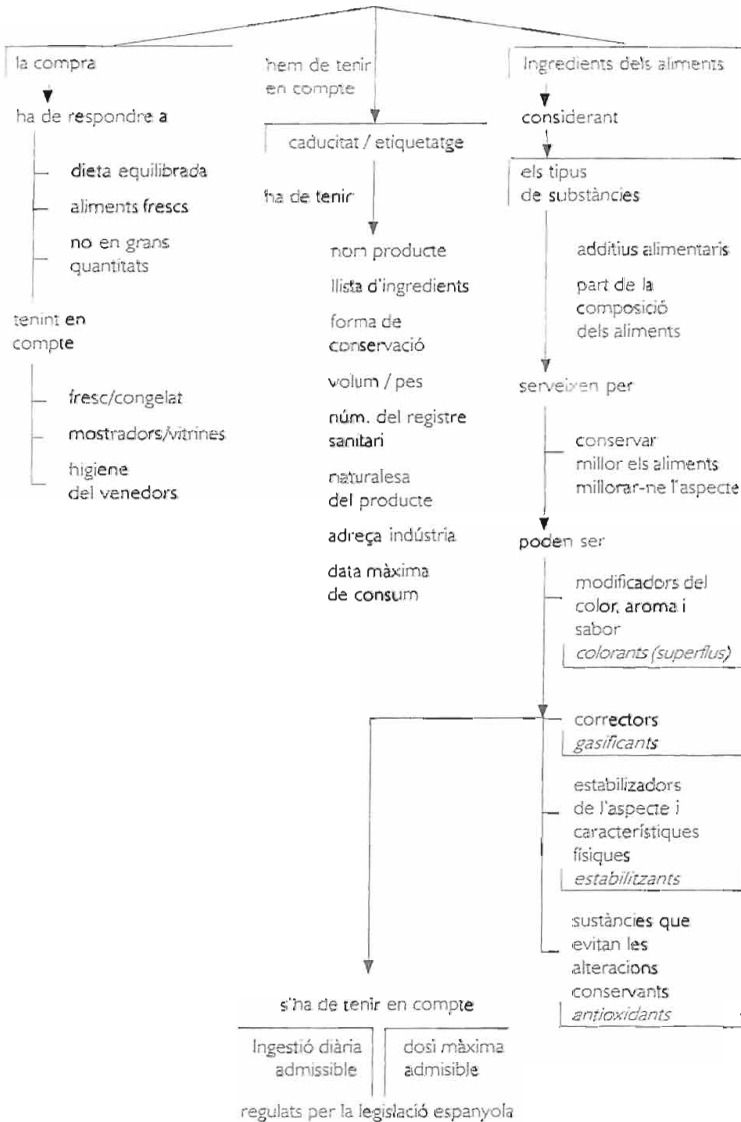 la compra
ha de respondre a
dieta equilibrada
aliments frescs
no en grans
quantitats
tenint en
compte
fresc/congelat
mostradors/vitrines
higiene
del venedors
hem de tenir
en compte
caducitat / etiquetatge
ha de tenir
nom producte
llista d'ingredients
forma de
conservació
volum / pes
núm. del registre
sanitari
naturalesa
del producte
adreça indústria
data màxima
de consum
Ingredients dels aliments
considerant
els tipus
de substàncies
additius alimentaris
part de la
composició
dels aliments
serveixen per
conservar
millor els aliments
millorar-ne l'aspecte
poden ser
modificadors del
color, aroma i
sabor
colorants (superflus)
correctors
gasificants
estabilizadors
de l'aspecte i
característiques
físiques
estabilitzants
sustàncies que
evitan les
alteracions
conservants
antioxidants
s'ha de tenir en compte
Ingestió diària
admissible
dosi màxima
admisible
regulats per la legislació espanyola